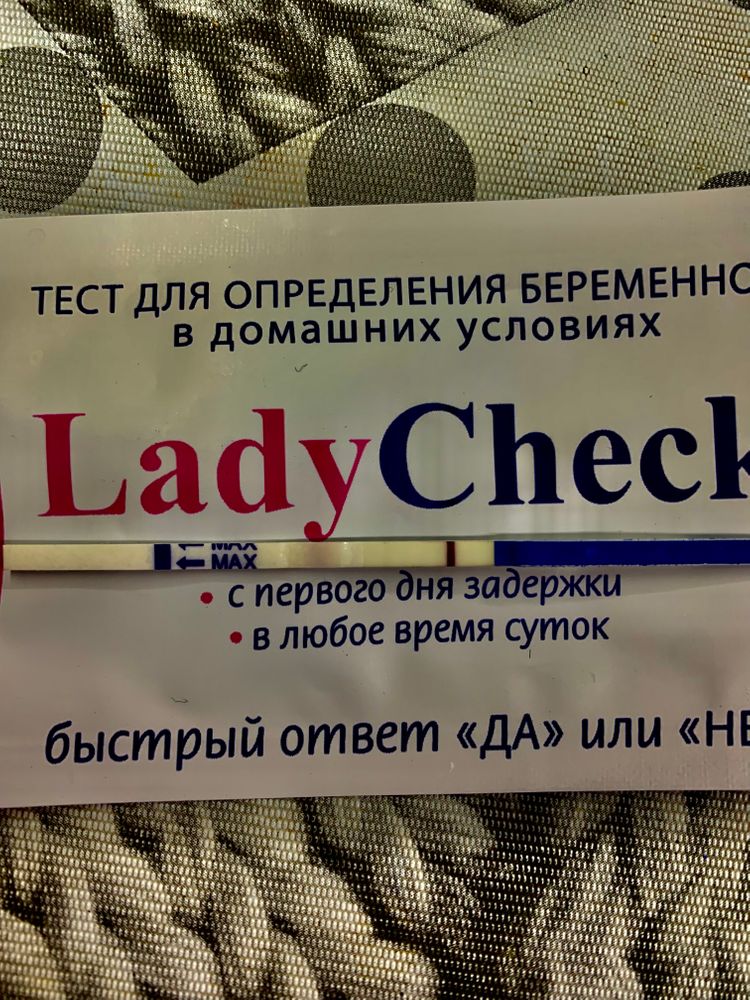 ТЕСТ ДЛЯ ОПРЕДЕЛЕНИЯ БЕРЕМЕННО
в домашних условиях
LadyCheck
MAX
MAX
• с первого дня задержки
• в любое время суток
быстрый ответ «ДА» или «НЕ